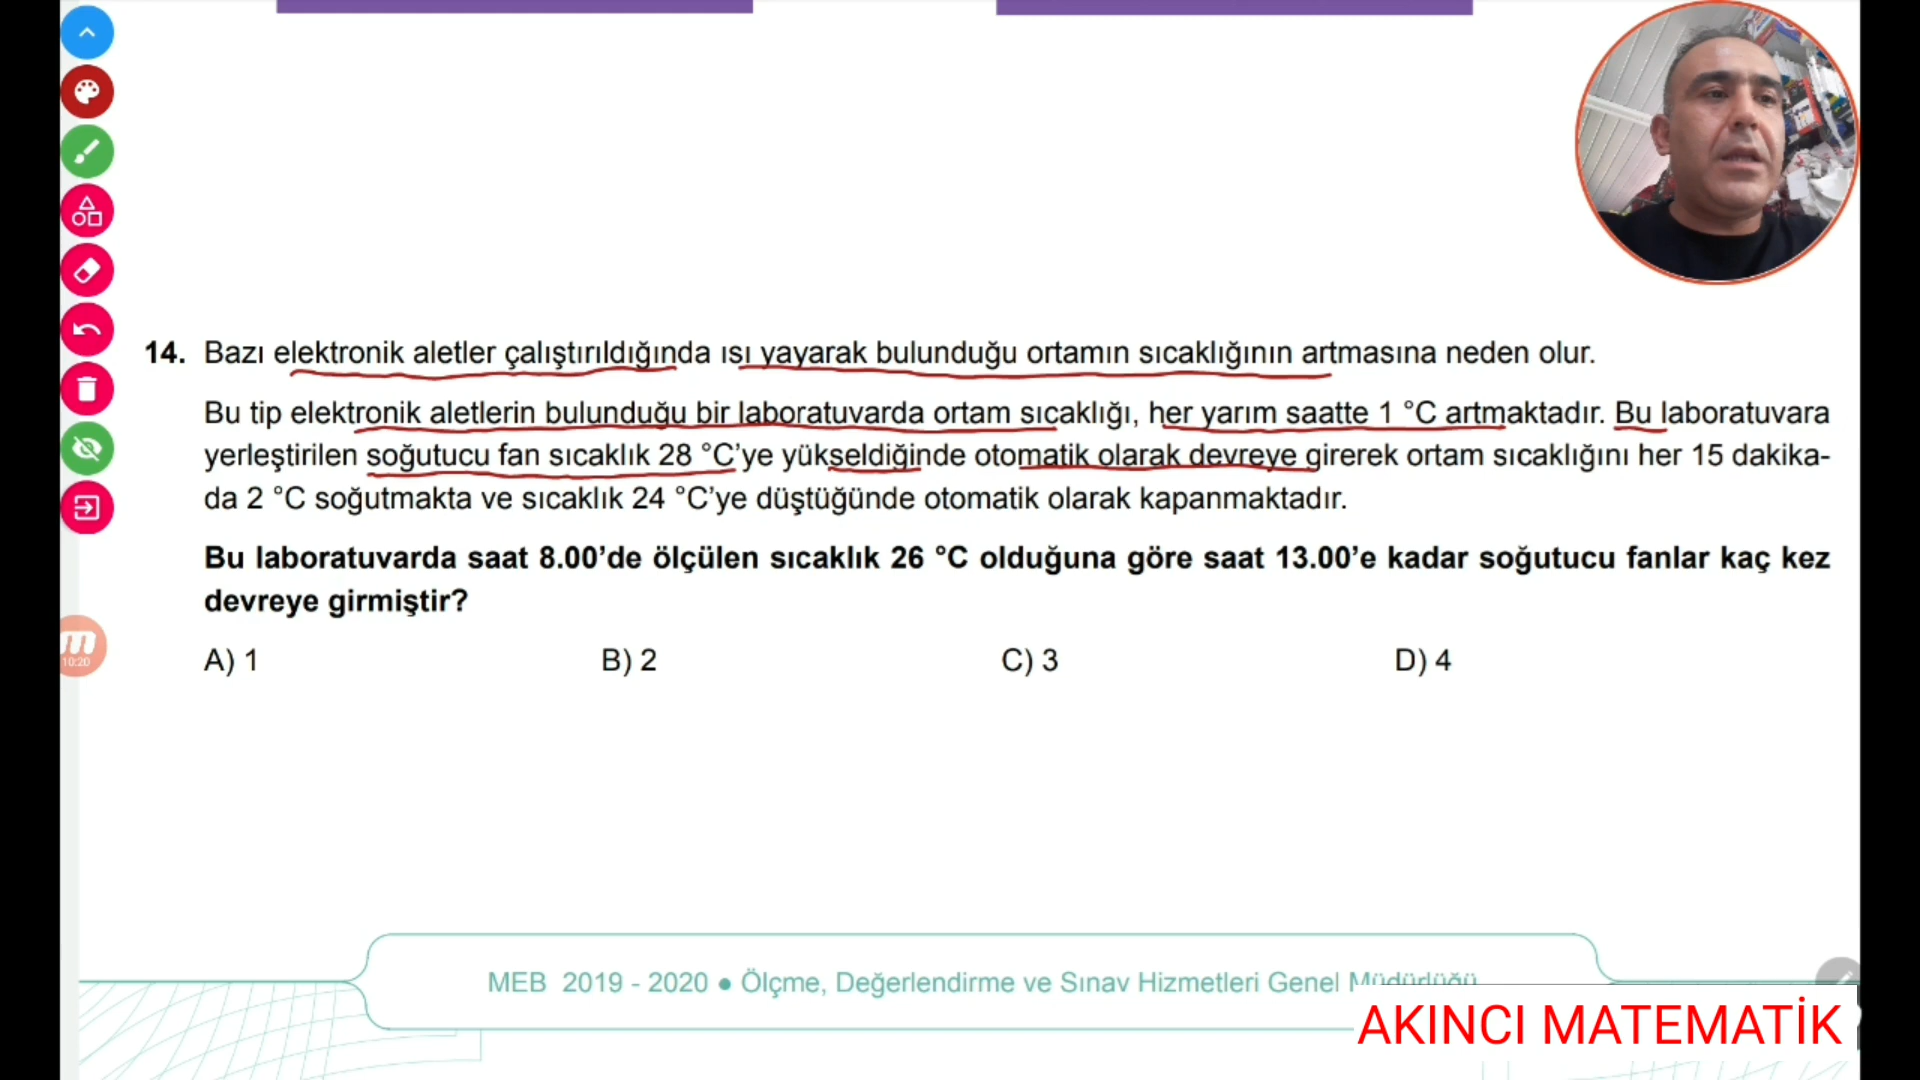 14. Bazı elektronik aletler çalıştırıldığında ısı yayarak bulunduğu ortamın sıcaklığının artmasına neden olur.
Bu tip elektronik aletlerin bulunduğu bir laboratuvarda ortam sıcaklığı, her yarım saatte 1 °C artmaktadır. Bu laboratuvara
yerleştirilen soğutucu fan sıcaklık 28 °C’ye yükseldiğinde otomatik olarak devreye girerek ortam sıcaklığını her 15 dakika-
da 2 °C soğutmakta ve sıcaklık 24 °C’ye düştüğünde otomatik olarak kapanmaktadır.
Bu laboratuvarda saat 8.00’de ölçülen sıcaklık 26 °C olduğuna göre saat 13.00’e kadar soğutucu fanlar kaç kez
devreye girmiştir?
A) 1 B) 2 C) 3 D) 4
10:20
MEB 2019 - 2020 ● Ölçme, Değerlendirme ve Sınav Hizmetleri Genel Müdürlüğü
AKINCI MATEMATİK